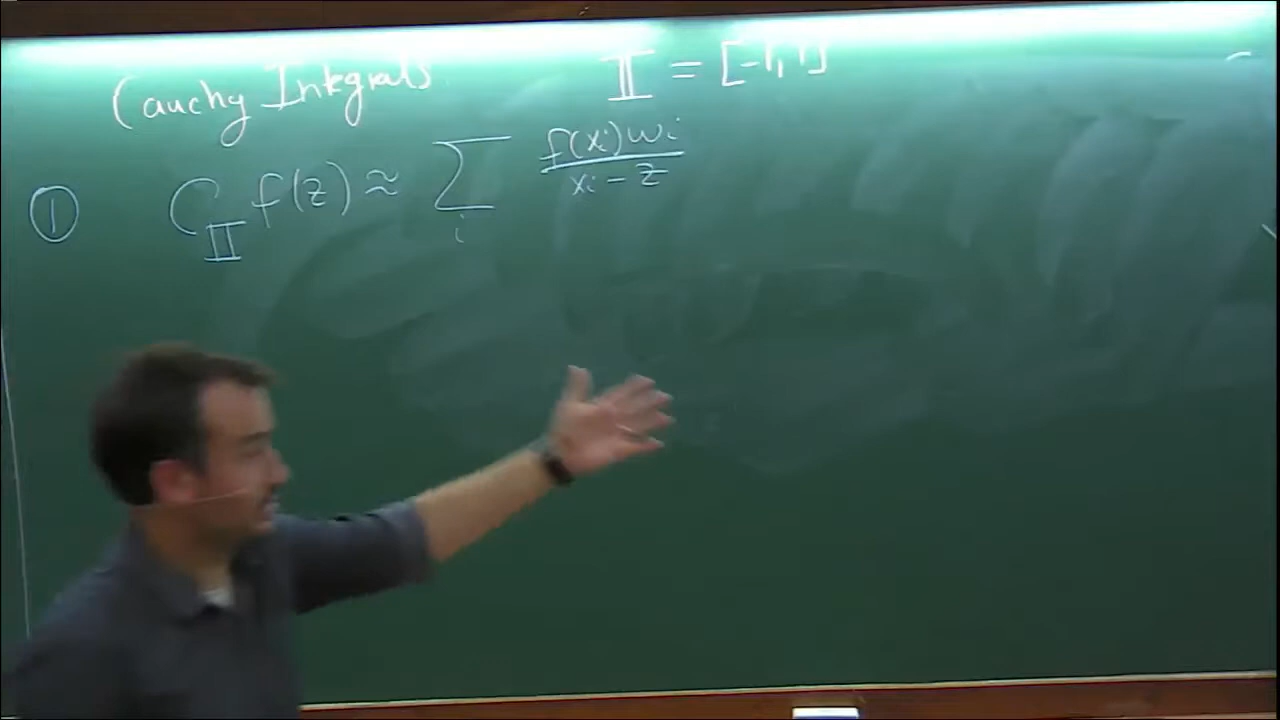 Cauchy Integrals 𝕀 = [-1,1]
① C_𝕀 f(z) ≈ ∑_i f(x_i)w_i / (x_i - z)